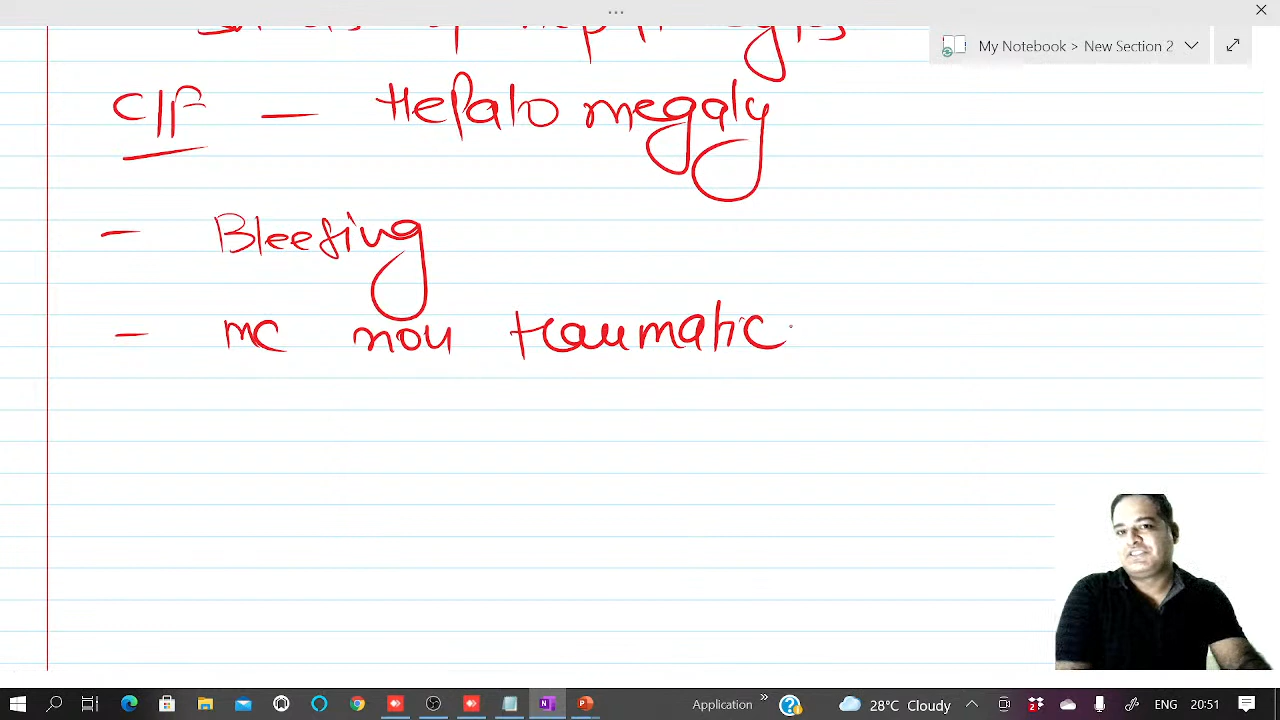 My Notebook > New Section 2
C/F — Hepato megaly
- Bleeding
- mc non traumatic
Application
28°C Cloudy
ENG
20:51